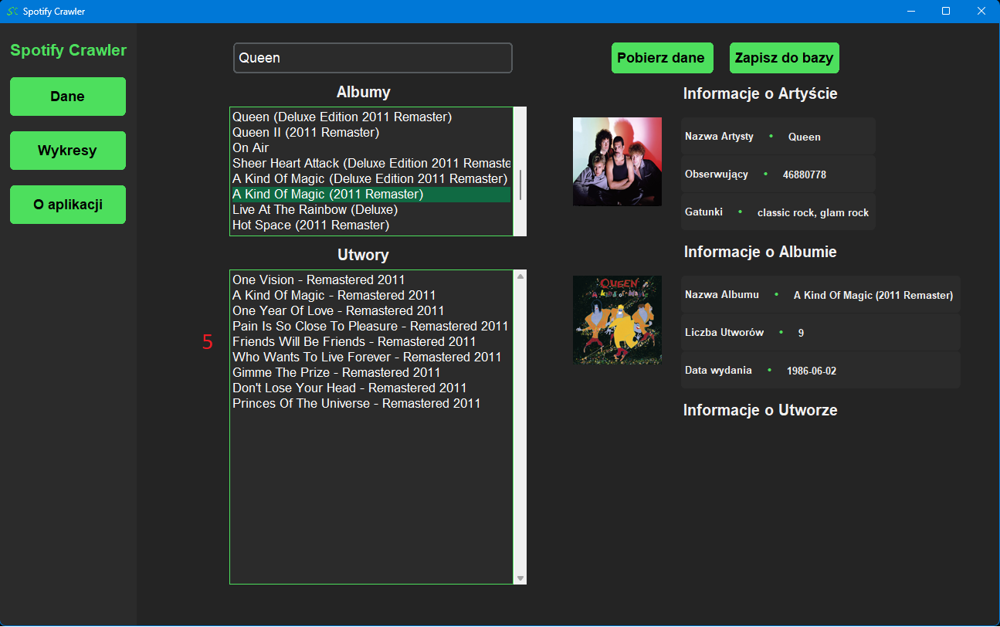 SC Spotify Crawler
Spotify Crawler
Dane
Wykresy
O aplikacji
Queen
Albumy
Queen (Deluxe Edition 2011 Remaster)
Queen II (2011 Remaster)
On Air
Sheer Heart Attack (Deluxe Edition 2011 Remaste
A Kind Of Magic (Deluxe Edition 2011 Remaster)
A Kind Of Magic (2011 Remaster)
Live At The Rainbow (Deluxe)
Hot Space (2011 Remaster)
Utwory
5
One Vision - Remastered 2011
A Kind Of Magic - Remastered 2011
One Year Of Love - Remastered 2011
Pain Is So Close To Pleasure - Remastered 2011
Friends Will Be Friends - Remastered 2011
Who Wants To Live Forever - Remastered 2011
Gimme The Prize - Remastered 2011
Don't Lose Your Head - Remastered 2011
Princes Of The Universe - Remastered 2011
Pobierz dane
Zapisz do bazy
Informacje o Artyście
Nazwa Artysty • Queen
Obserwujący • 46880778
Gatunki • classic rock, glam rock
Informacje o Albumie
QUEEN
A kind of Magic
Nazwa Albumu • A Kind Of Magic (2011 Remaster)
Liczba Utworów • 9
Data wydania • 1986-06-02
Informacje o Utworze